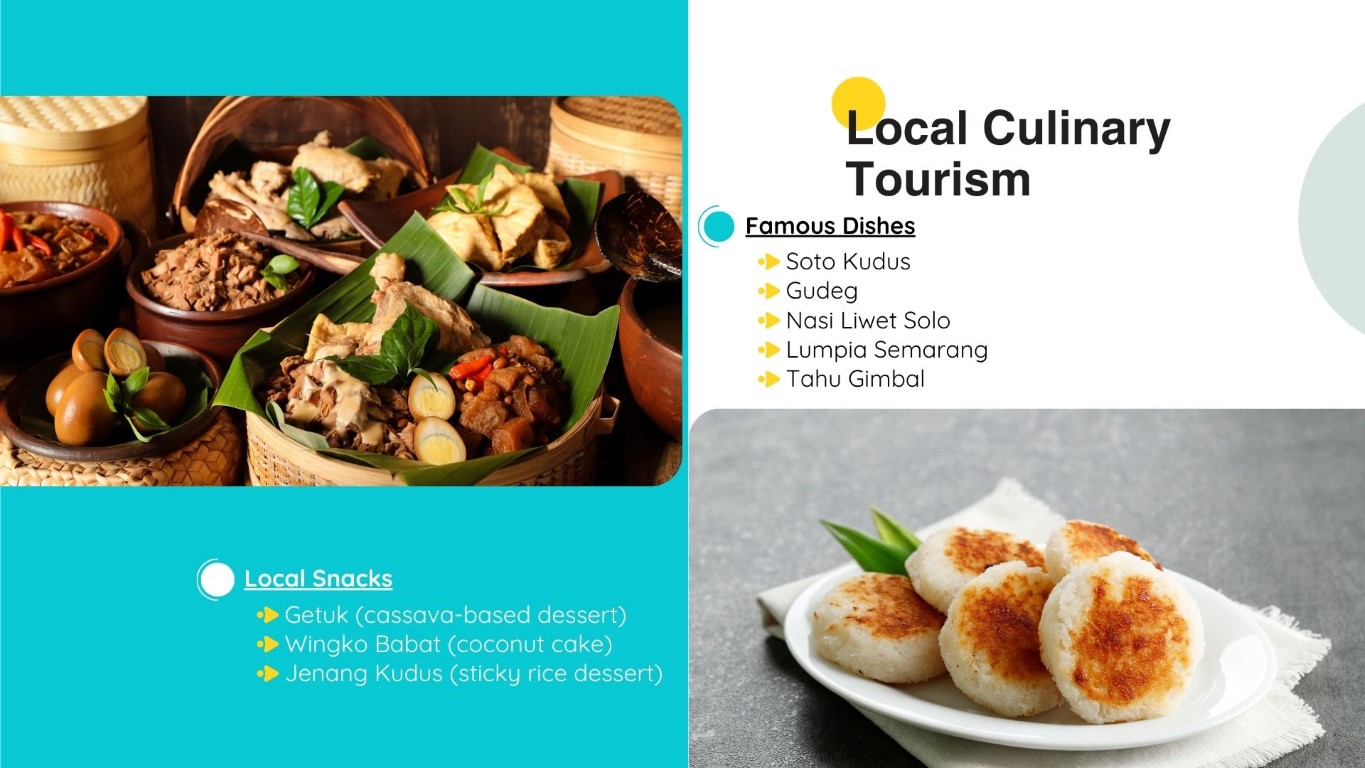 Local Culinary
Tourism
Famous Dishes
Soto Kudus
Gudeg
Nasi Liwet Solo
Lumpia Semarang
Tahu Gimbal
Local Snacks
Getuk (cassava-based dessert)
Wingko Babat (coconut cake)
Jenang Kudus (sticky rice dessert)